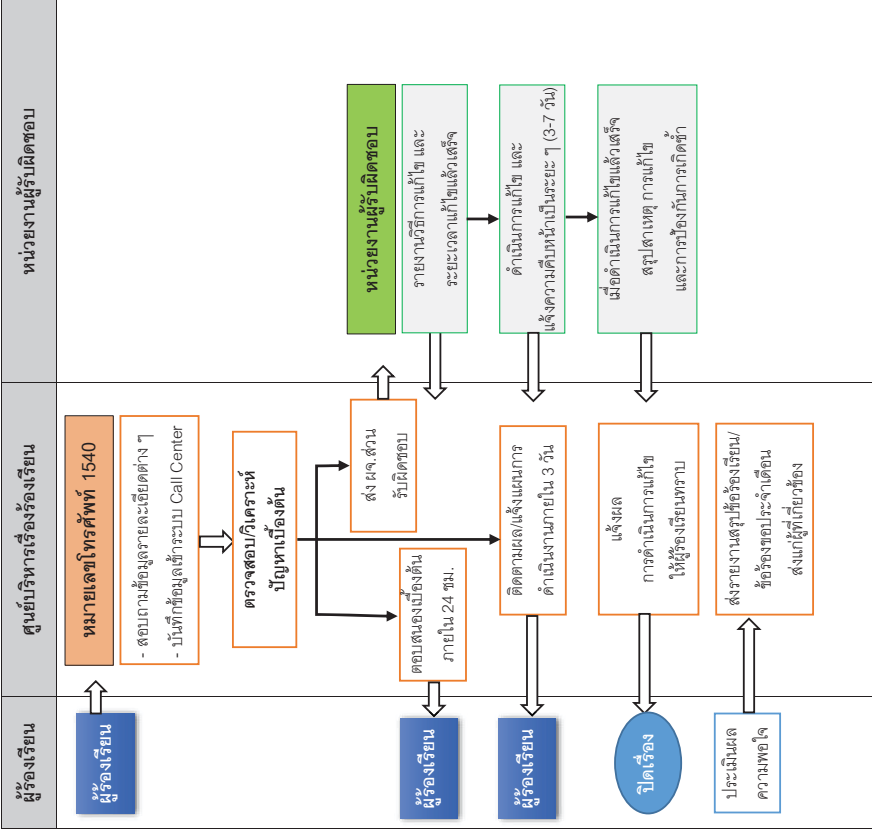 ผู้ร้องเรียน
ศูนย์บริหารเรื่องร้องเรียน
หน่วยงานผู้รับผิดชอบ
ผู้ร้องเรียน
หมายเลขโทรศัพท์ 1540
- สอบถามข้อมูลรายละเอียดต่าง ๆ
- บันทึกข้อมูลเข้าระบบ Call Center
ตรวจสอบ/วิเคราะห์
ปัญหาเบื้องต้น
ส่ง ผจ.ส่วน
รับผิดชอบ
หน่วยงานผู้รับผิดชอบ
ตอบสนองเบื้องต้น
ภายใน 24 ชม.
ผู้ร้องเรียน
รายงานวิธีการแก้ไข และ
ระยะเวลาแก้ไขแล้วเสร็จ
ดำเนินการแก้ไข และ
แจ้งความคืบหน้าเป็นระยะ ๆ (3-7 วัน)
ติดตามผล/แจ้งแผนการ
ดำเนินงานภายใน 3 วัน
ผู้ร้องเรียน
เมื่อดำเนินการแก้ไขแล้วเสร็จ
สรุปสาเหตุ การแก้ไข
และการป้องกันการเกิดซ้ำ
แจ้งผล
การดำเนินการแก้ไข
ให้ผู้ร้องเรียนทราบ
ปิดเรื่อง
ประเมินผล
ความพอใจ
ส่งรายงานสรุปข้อร้องเรียน/
ข้อร้องขอประจำเดือน
ส่งแก่ผู้ที่เกี่ยวข้อง